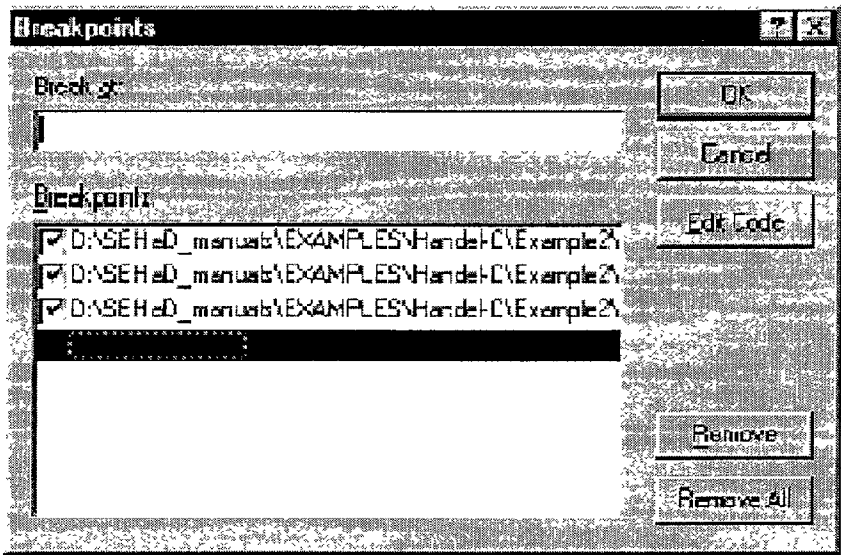 Breakpoints
Break at:
OK
Cancel
Breakpoints:
Edit Code
D:\SEHaD_manuals\EXAMPLES\Handel-C\Example2\
D:\SEHaD_manuals\EXAMPLES\Handel-C\Example2\
D:\SEHaD_manuals\EXAMPLES\Handel-C\Example2\
Remove
Remove All